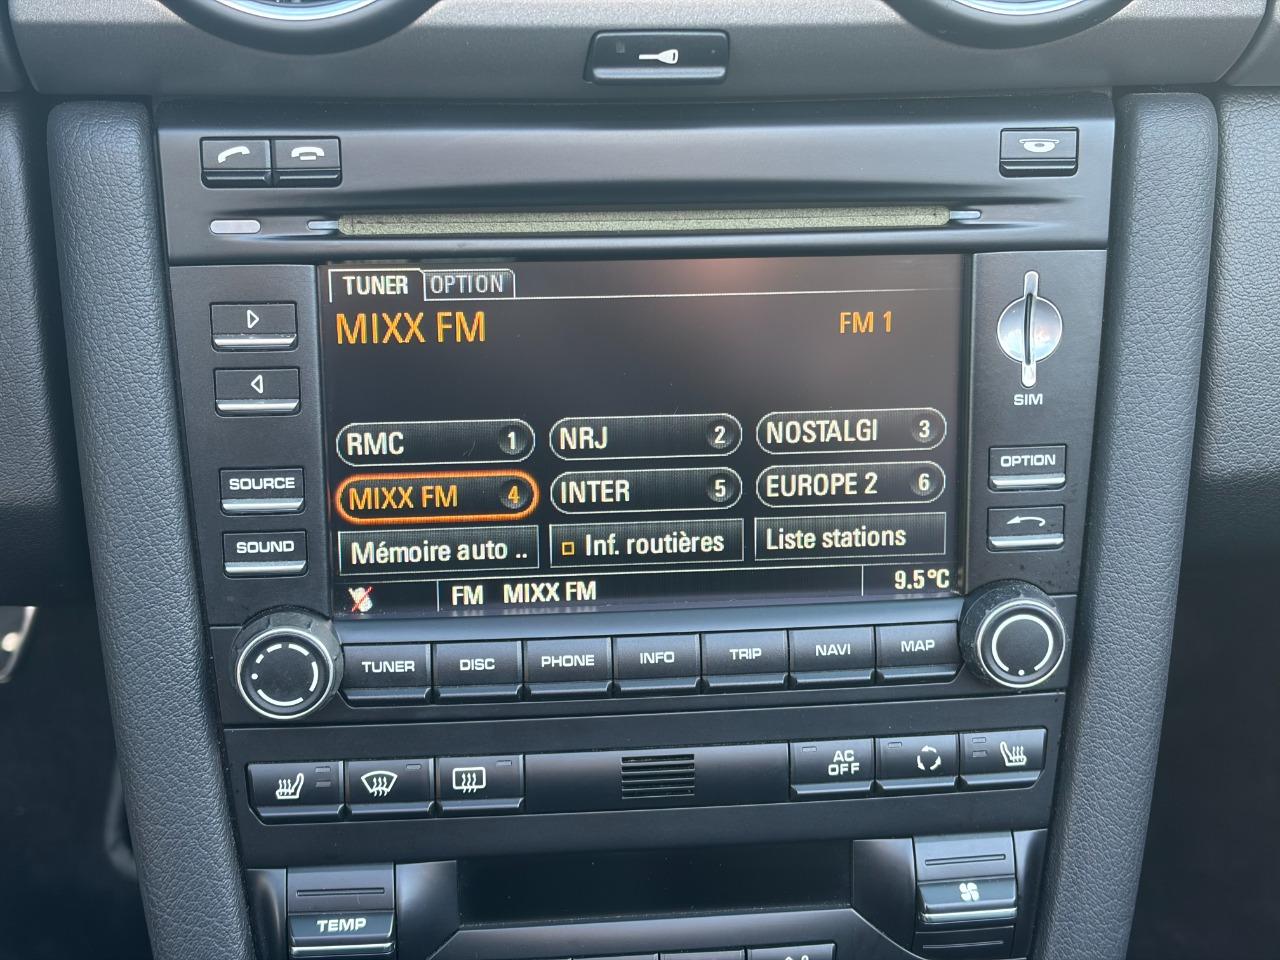 TUNER OPTION
MIXX FM FM 1
SIM
RMC 1 NRJ 2 NOSTALGI 3
OPTION
SOURCE
MIXX FM 4 INTER 5 EUROPE 2 6
SOUND
Mémoire auto .. Inf. routières Liste stations
FM MIXX FM 9.5°C
TUNER DISC PHONE INFO TRIP NAVI MAP
AC
OFF
TEMP